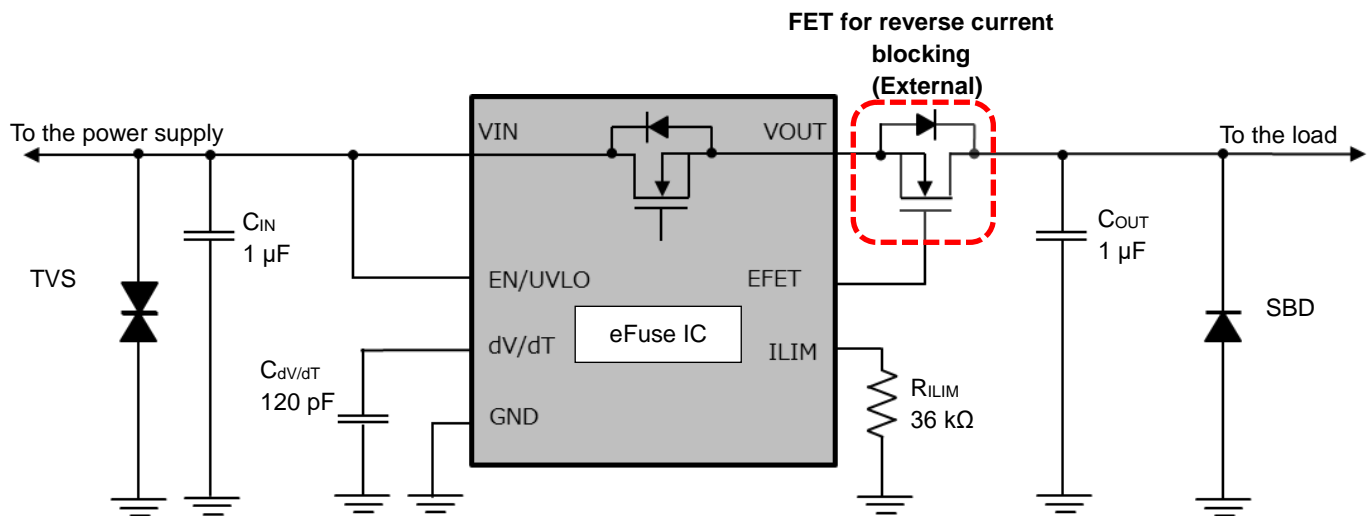 FET for reverse current
blocking
(External)
To the power supply
VIN
VOUT
To the load
CIN
1 µF
COUT
1 µF
TVS
EN/UVLO
EFET
SBD
eFuse IC
dV/dT
ILIM
CdV/dT
120 pF
RILIM
36 kΩ
GND